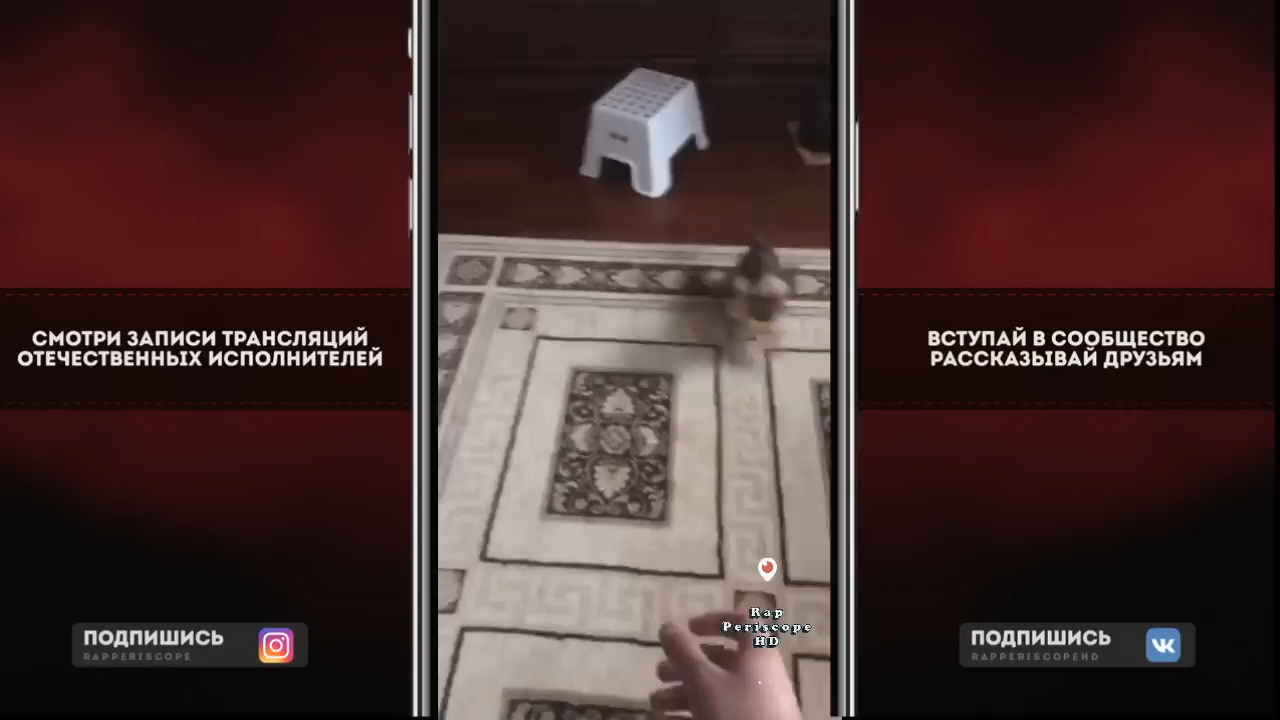 СМОТРИ ЗАПИСИ ТРАНСЛЯЦИЙ
ОТЕЧЕСТВЕННЫХ ИСПОЛНИТЕЛЕЙ
ВСТУПАЙ В СООБЩЕСТВО
РАССКАЗЫВАЙ ДРУЗЬЯМ
Rap
Periscope
HD
ПОДПИШИСЬ
RAPPERISCOPE
ПОДПИШИСЬ
RAPPERISCOPEHD